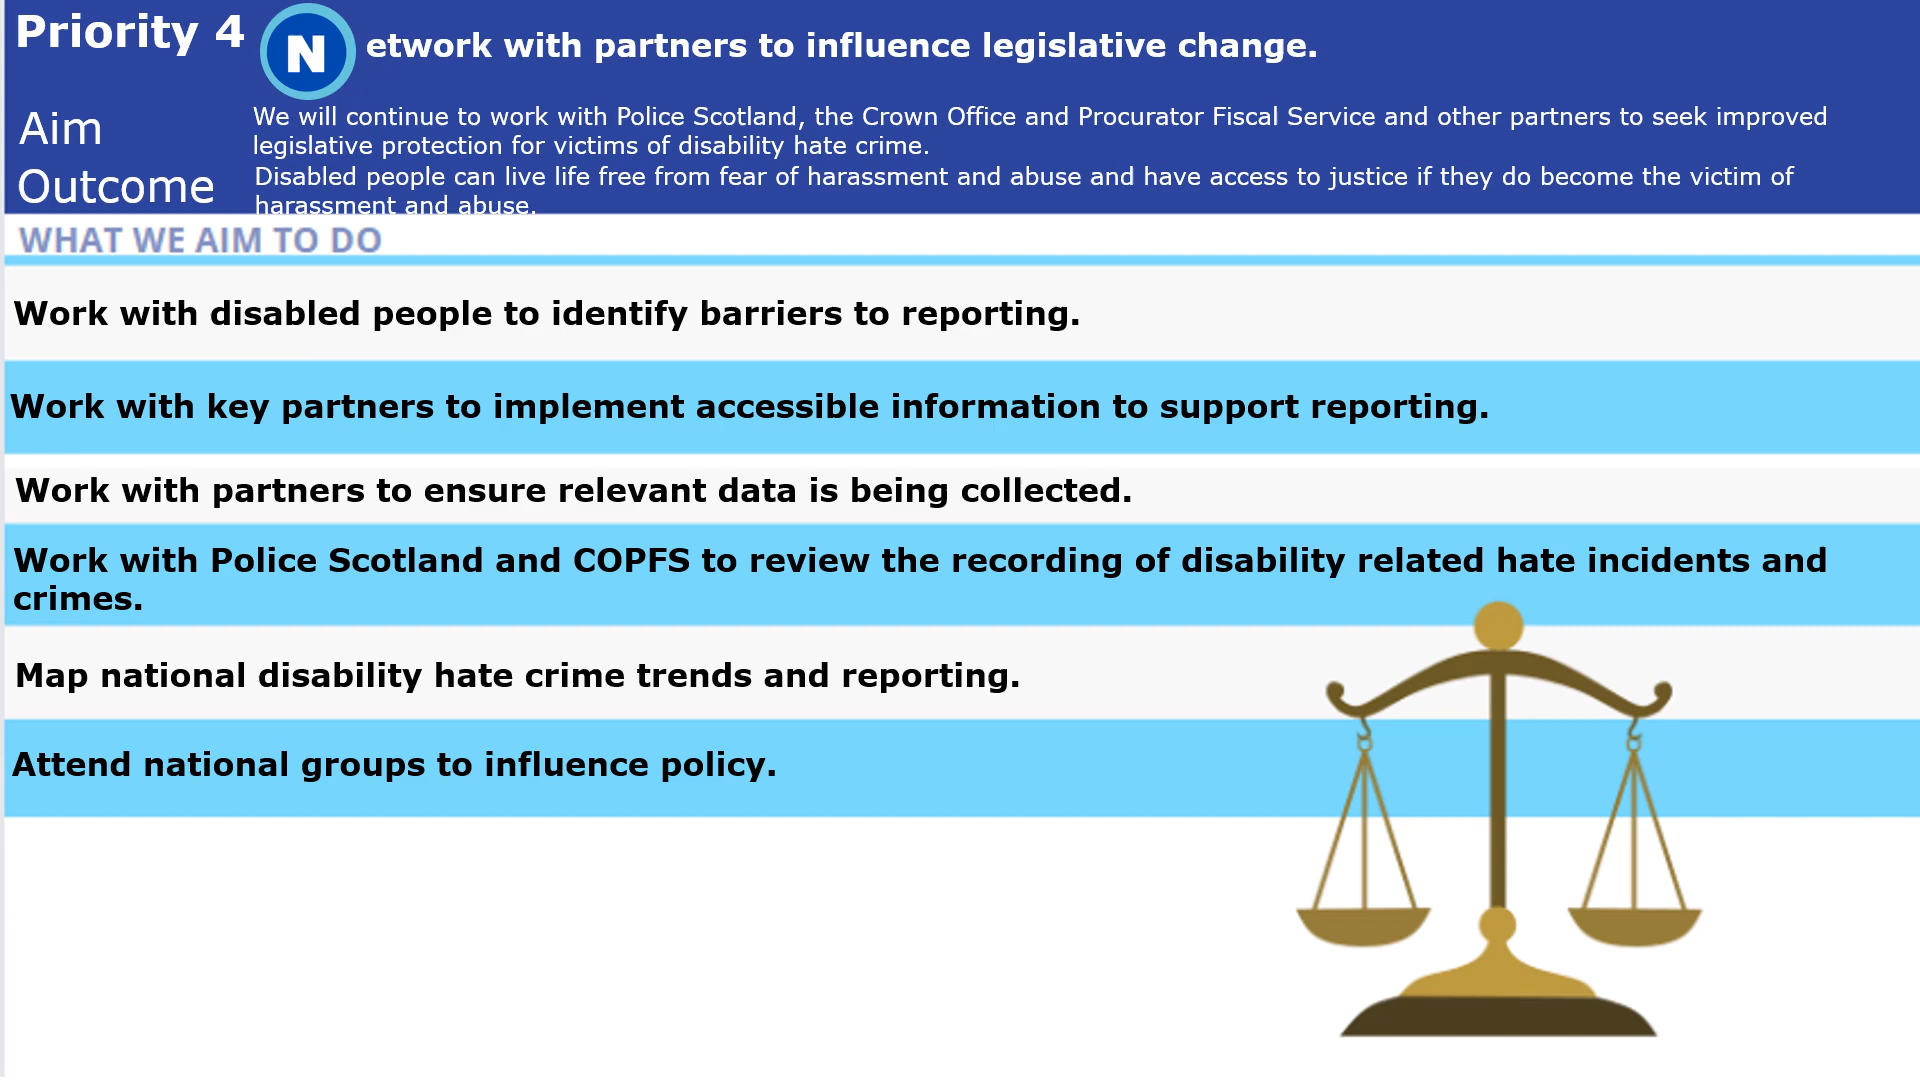 Priority 4
Network with partners to influence legislative change.
Aim
We will continue to work with Police Scotland, the Crown Office and Procurator Fiscal Service and other partners to seek improved
legislative protection for victims of disability hate crime.
Outcome
Disabled people can live life free from fear of harassment and abuse and have access to justice if they do become the victim of
harassment and abuse.
WHAT WE AIM TO DO
Work with disabled people to identify barriers to reporting.
Work with key partners to implement accessible information to support reporting.
Work with partners to ensure relevant data is being collected.
Work with Police Scotland and COPFS to review the recording of disability related hate incidents and
crimes.
Map national disability hate crime trends and reporting.
Attend national groups to influence policy.